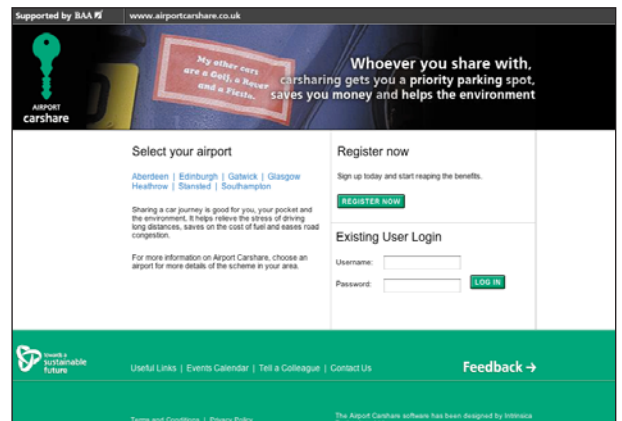 Supported by BAA
www.airportcarshare.co.uk
AIRPORT
carshare
My other cars
are a Golf, a Rover
and a Fiesta.
Whoever you share with,
carsharing gets you a priority parking spot,
saves you money and helps the environment
Select your airport
Aberdeen | Edinburgh | Gatwick | Glasgow
Heathrow | Stansted | Southampton
Sharing a car journey is good for you, your pocket and
the environment. It helps relieve the stress of driving
long distances, saves on the cost of fuel and eases road
congestion.
For more information on Airport Carshare, choose an
airport for more details of the scheme in your area.
Register now
Sign up today and start reaping the benefits.
REGISTER NOW
Existing User Login
Username:
Password:
LOG IN
towards a
sustainable
future
Useful Links | Events Calendar | Tell a Colleague | Contact Us
Feedback →
Terms and Conditions | Privacy Policy
The Airport Carshare software has been designed by Intrinsica